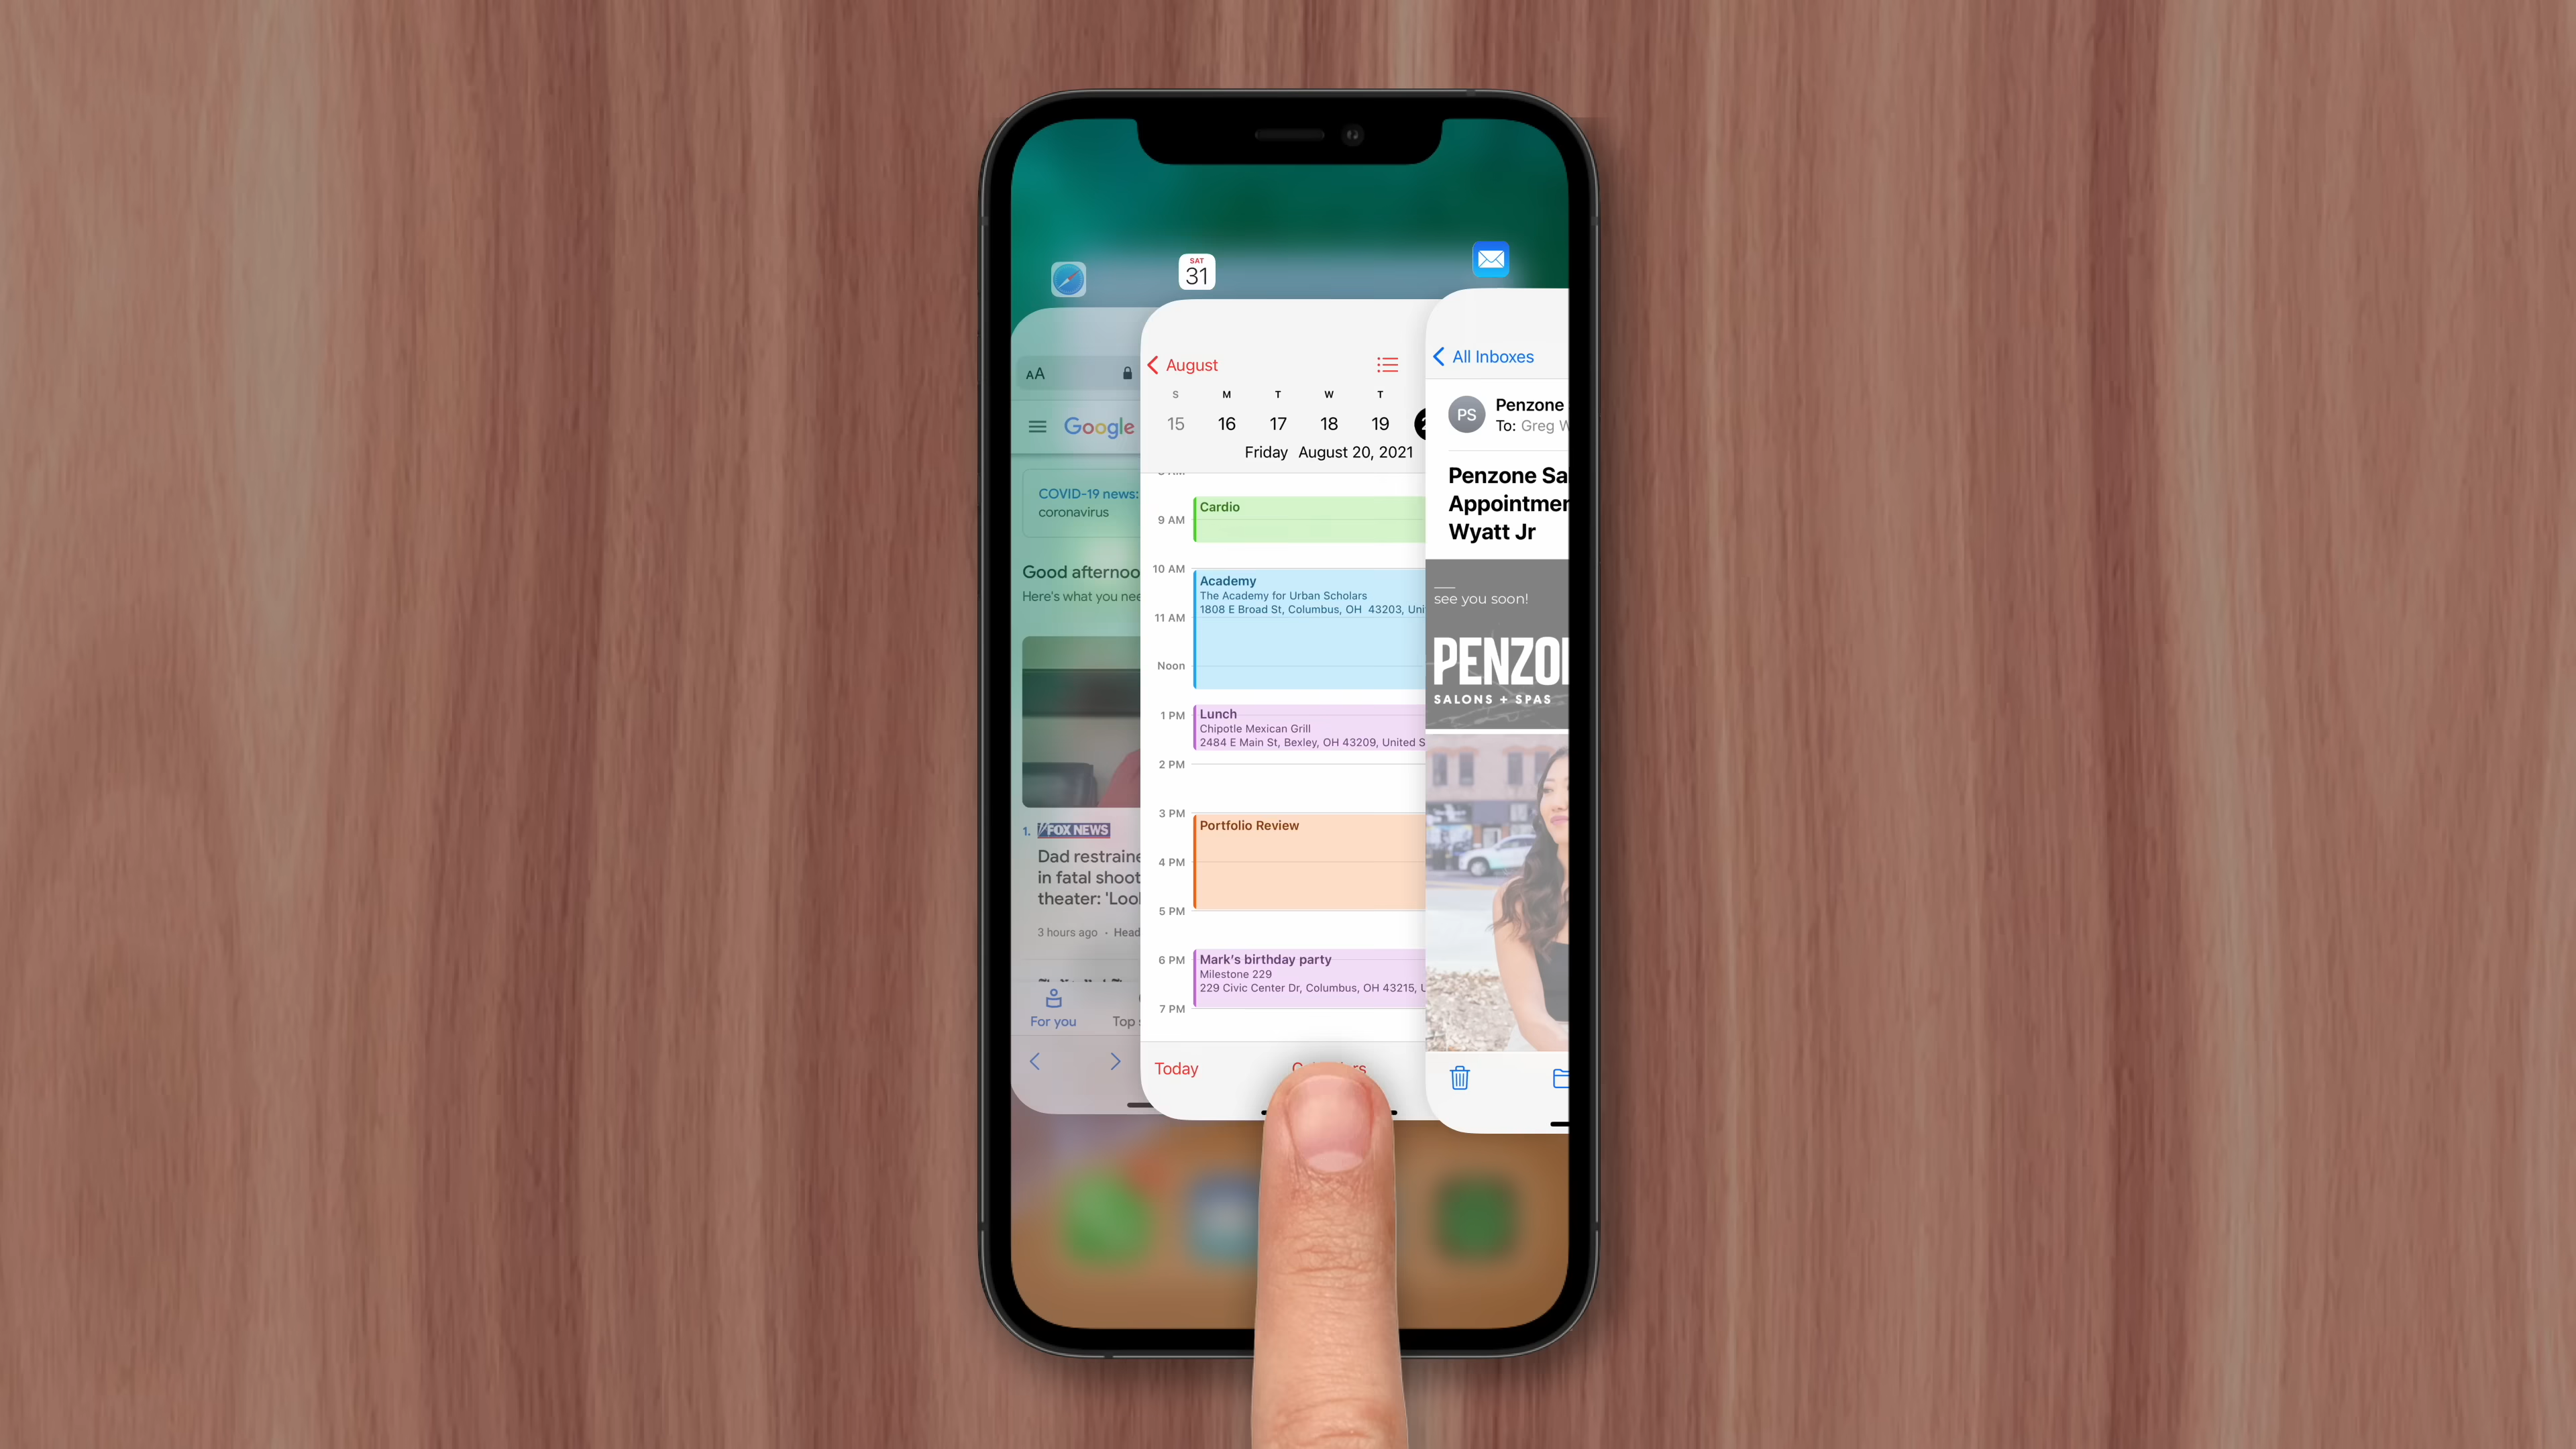 SAT
31
AA
Google
COVID-19 news:
coronavirus
Good afternoo
Here's what you nee
1. FOX NEWS
Dad restraine
in fatal shoot
theater: 'Lool
3 hours ago • Head
For you Top
August
S M T W T
15 16 17 18 19
Friday August 20, 2021
Cardio
9 AM
10 AM
Academy
The Academy for Urban Scholars
1808 E Broad St, Columbus, OH 43203, Uni
11 AM
Noon
1 PM
Lunch
Chipotle Mexican Grill
2484 E Main St, Bexley, OH 43209, United S
2 PM
3 PM
Portfolio Review
4 PM
5 PM
6 PM
Mark's birthday party
Milestone 229
229 Civic Center Dr, Columbus, OH 43215, U
7 PM
Today
All Inboxes
PS
Penzone
To: Greg W
Penzone Sa
Appointmen
Wyatt Jr
see you soon!
PENZO
SALONS + SPAS